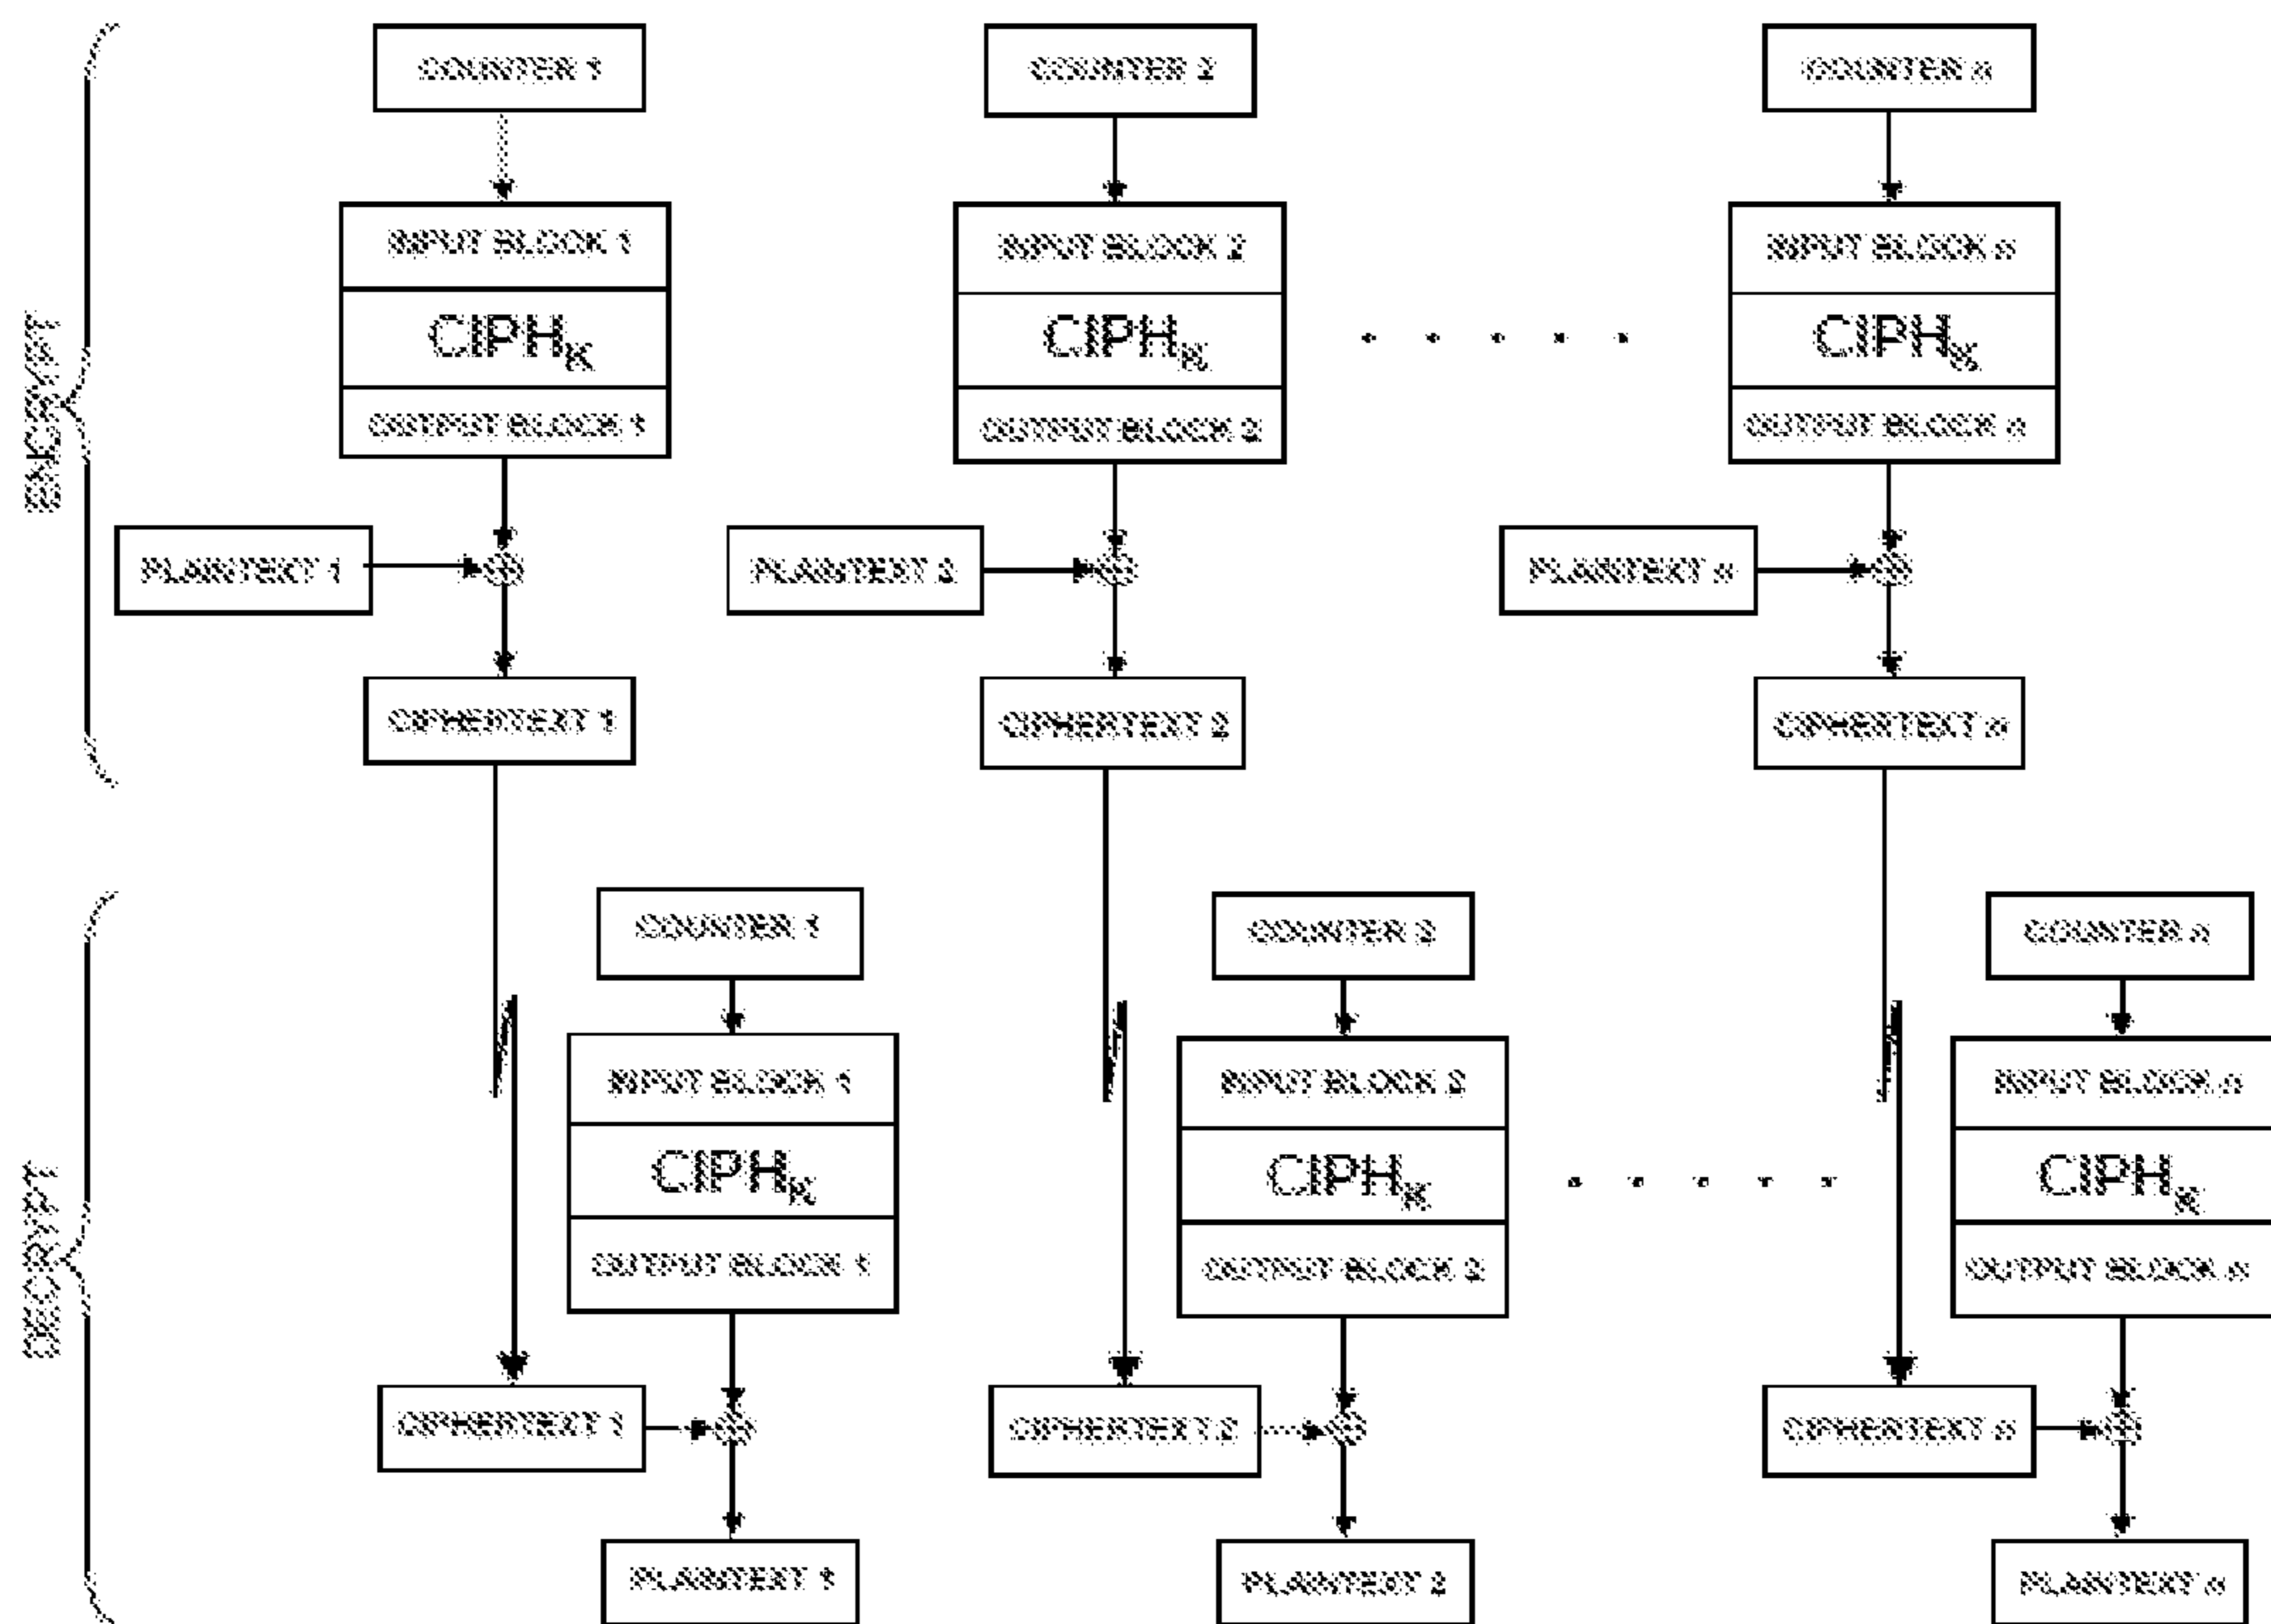 ENCRYPT
COUNTER 1
COUNTER 2
COUNTER n
INPUT BLOCK 1
INPUT BLOCK 2
INPUT BLOCK n
CIPHK
CIPHK
. . . . .
CIPHK
OUTPUT BLOCK 1
OUTPUT BLOCK 2
OUTPUT BLOCK n
PLAINTEXT 1
PLAINTEXT 2
PLAINTEXT n
CIPHERTEXT 1
CIPHERTEXT 2
CIPHERTEXT n
DECRYPT
COUNTER 1
COUNTER 2
COUNTER n
INPUT BLOCK 1
INPUT BLOCK 2
INPUT BLOCK n
CIPHK
CIPHK
. . . . .
CIPHK
OUTPUT BLOCK 1
OUTPUT BLOCK 2
OUTPUT BLOCK n
CIPHERTEXT 1
CIPHERTEXT 2
CIPHERTEXT n
PLAINTEXT 1
PLAINTEXT 2
PLAINTEXT n